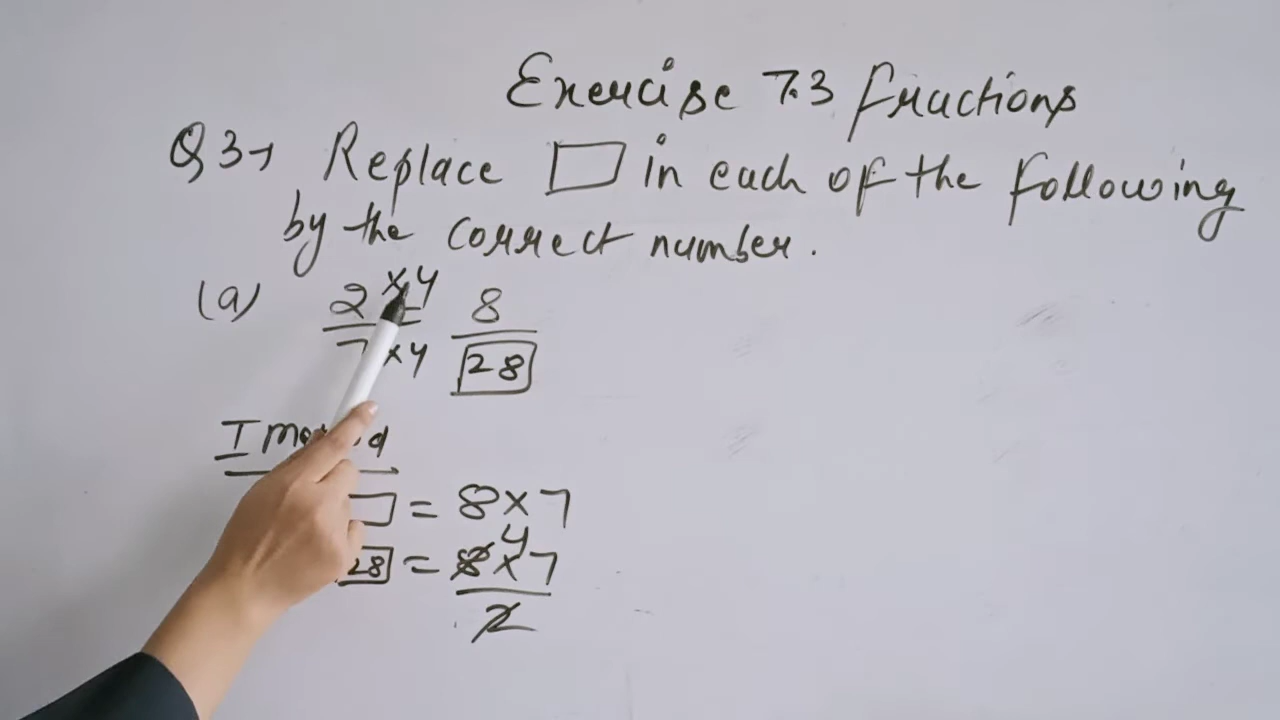 Exercise 7.3 fractions
Q3→ Replace □ in each of the following
by the correct number.
(a) 2 ×4 = 8
7 ×4 28
I
□ = 8×7
4
28 = 8×7
2